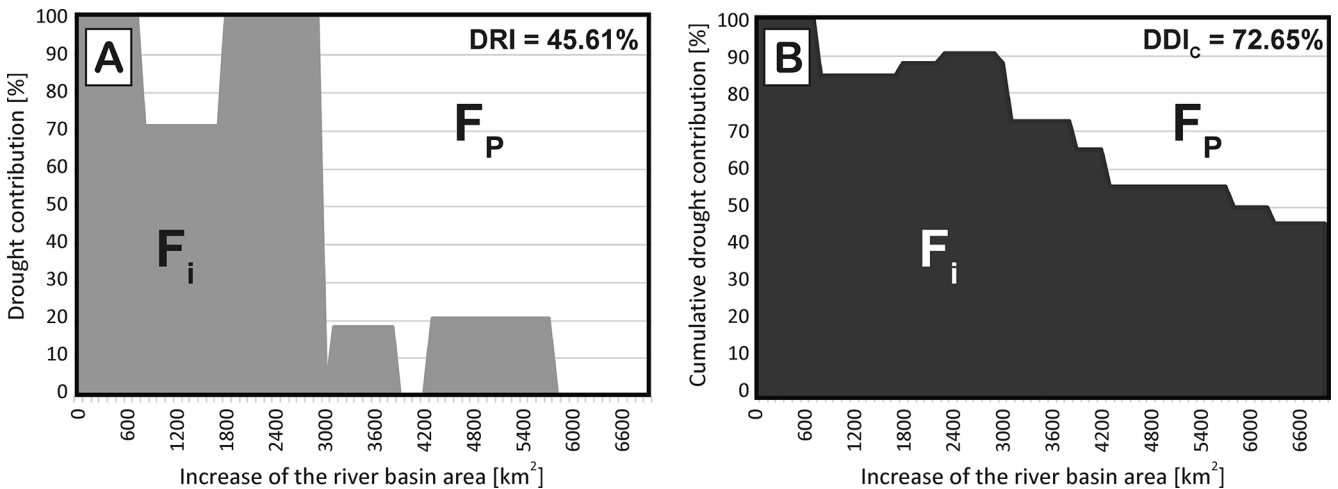 A
DRI = 45.61%
F_P
F_i
Drought contribution [%]
100
90
80
70
60
50
40
30
20
10
0
0 600 1200 1800 2400 3000 3600 4200 4800 5400 6000 6600
Increase of the river basin area [km²]
B
DDI_c = 72.65%
F_P
F_i
Cumulative drought contribution [%]
100
90
80
70
60
50
40
30
20
10
0
0 600 1200 1800 2400 3000 3600 4200 4800 5400 6000 6600
Increase of the river basin area [km²]